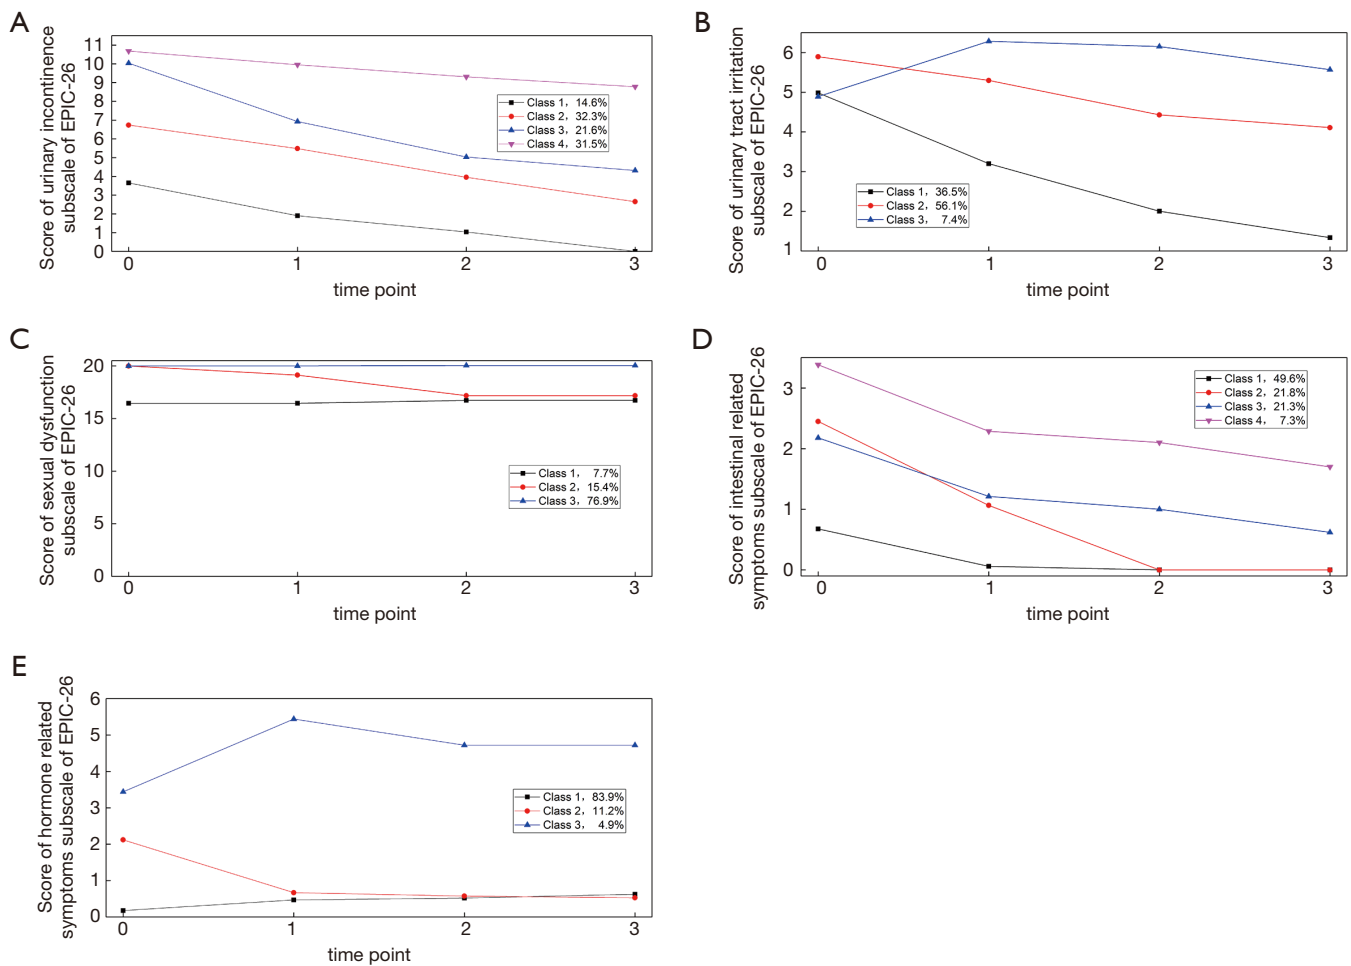 A
Score of urinary incontinence
subscale of EPIC-26
11
10
9
8
7
6
5
4
3
2
1
0
0 1 2 3
time point
Class 1, 14.6%
Class 2, 32.3%
Class 3, 21.6%
Class 4, 31.5%
B
Score of urinary tract irritation
subscale of EPIC-26
6
5
4
3
2
1
0 1 2 3
time point
Class 1, 36.5%
Class 2, 56.1%
Class 3, 7.4%
C
Score of sexual dysfunction
subscale of EPIC-26
20
15
10
5
0
0 1 2 3
time point
Class 1, 7.7%
Class 2, 15.4%
Class 3, 76.9%
D
Score of intestinal related
symptoms subscale of EPIC-26
3
2
1
0
0 1 2 3
time point
Class 1, 49.6%
Class 2, 21.8%
Class 3, 21.3%
Class 4, 7.3%
E
Score of hormone related
symptoms subscale of EPIC-26
6
5
4
3
2
1
0
0 1 2 3
time point
Class 1, 83.9%
Class 2, 11.2%
Class 3, 4.9%